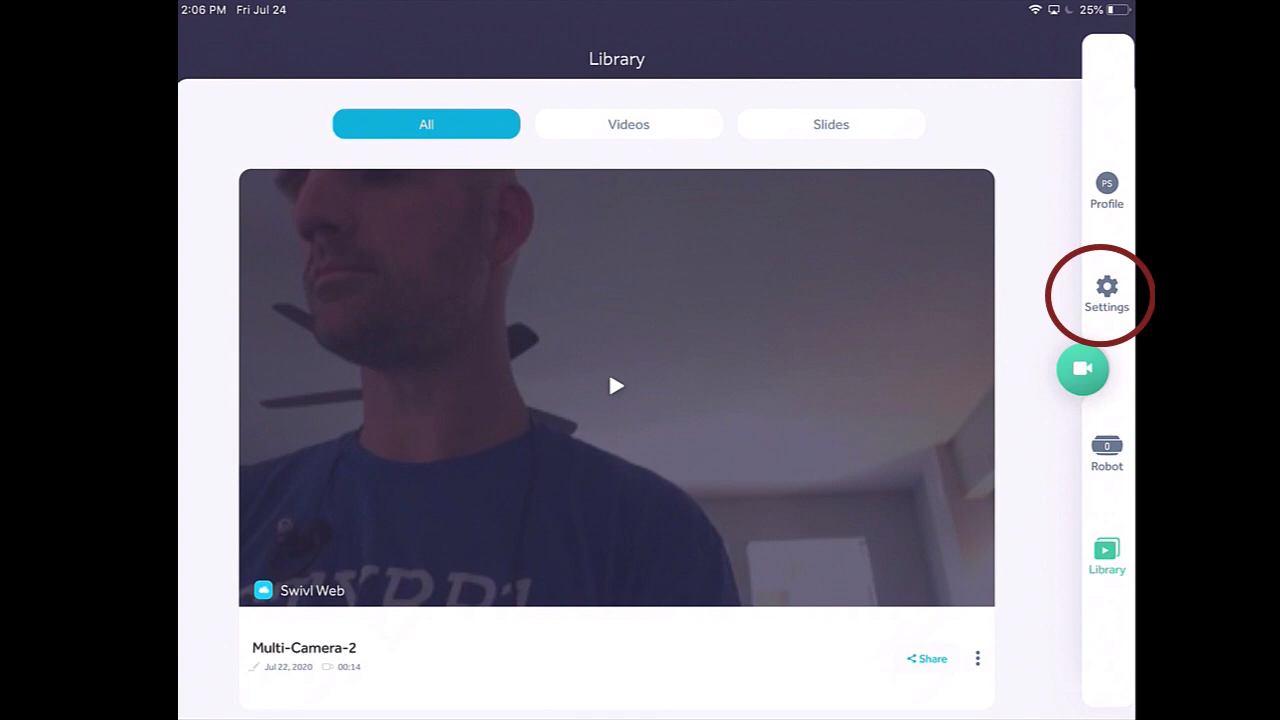 2:06 PM Fri Jul 24
25%
Library
All
Videos
Slides
PS
Profile
Settings
0
Robot
Library
Swivl Web
Multi-Camera-2
Jul 22, 2020 00:14
Share